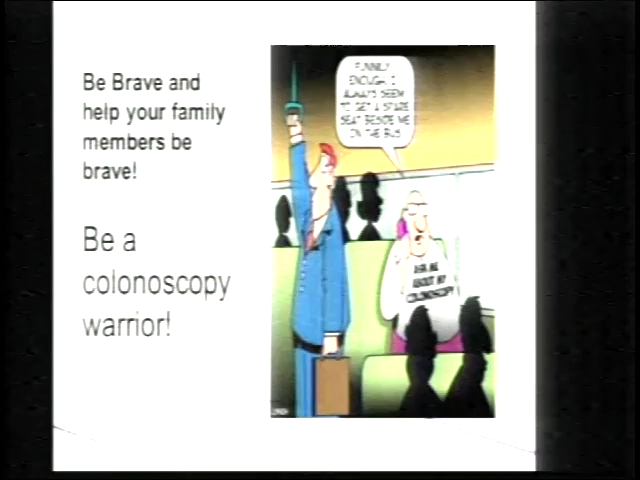 Be Brave and
help your family
members be
brave!
Be a
colonoscopy
warrior!
FUNNILY
ENOUGH, I
ALWAYS SEEM
TO GET A SPARE
SEAT BESIDE ME
ON THE BUS
ASK ME
ABOUT MY
COLONOSCOPY